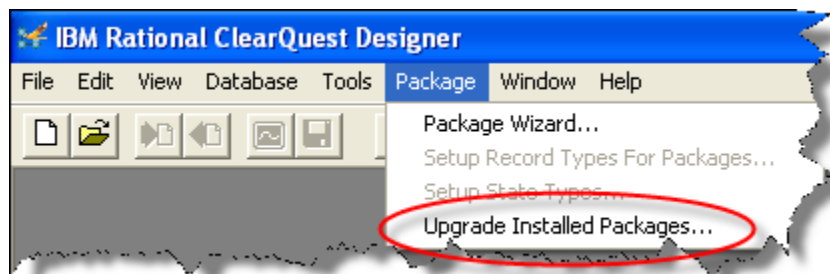 IBM Rational ClearQuest Designer
File Edit View Database Tools Package Window Help
Package Wizard...
Setup Record Types For Packages...
Setup State Types...
Upgrade Installed Packages...